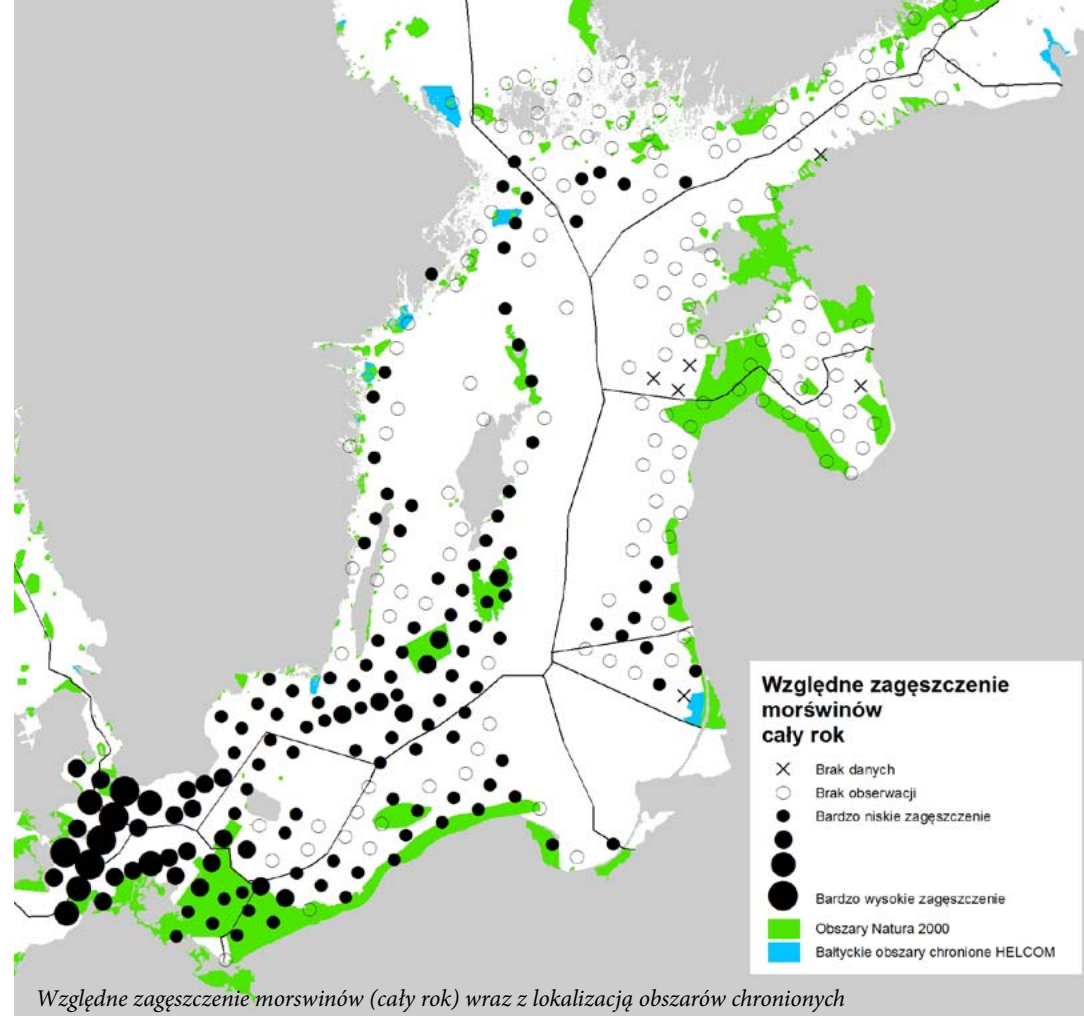 Względne zagęszczenie
morświnów
cały rok
Brak danych
Brak obserwacji
Bardzo niskie zagęszczenie
Bardzo wysokie zagęszczenie
Obszary Natura 2000
Bałtyckie obszary chronione HELCOM
Względne zagęszczenie morswinów (cały rok) wraz z lokalizacją obszarów chronionych